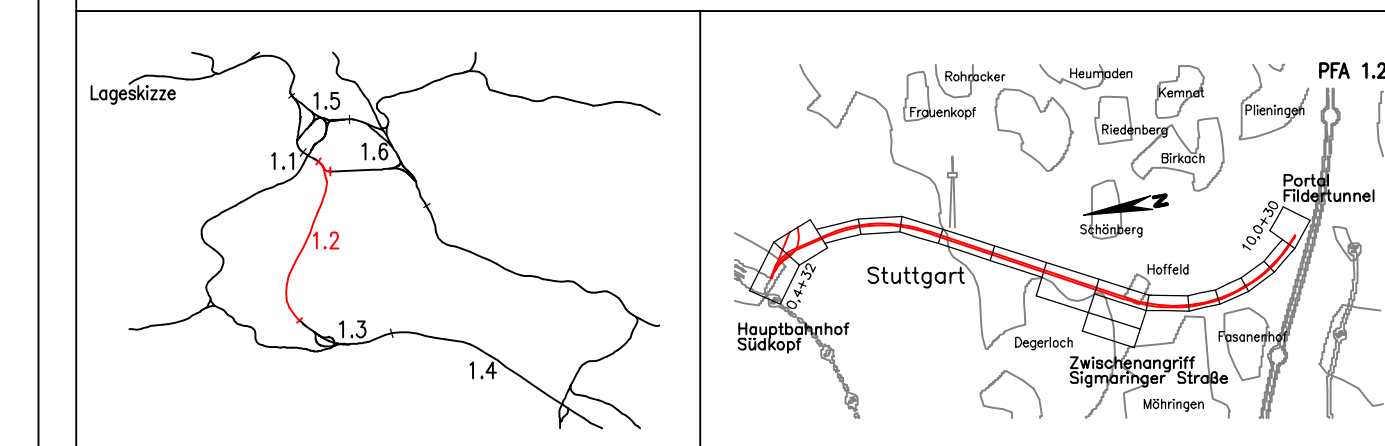 Lageskizze
1.5
1.6
1.1
1.2
1.3
1.4
PFA 1.2
Rohracker
Heumaden
Kemnat
Frauenkopf
Plieningen
Riedenberg
Birkach
Portal
Fildertunnel
10,0+30
N
Schönberg
Hoffeld
Stuttgart
0,4+32
Hauptbahnhof
Südkopf
Degerloch
Fasanenhof
Zwischenangriff
Sigmaringer Straße
Möhringen